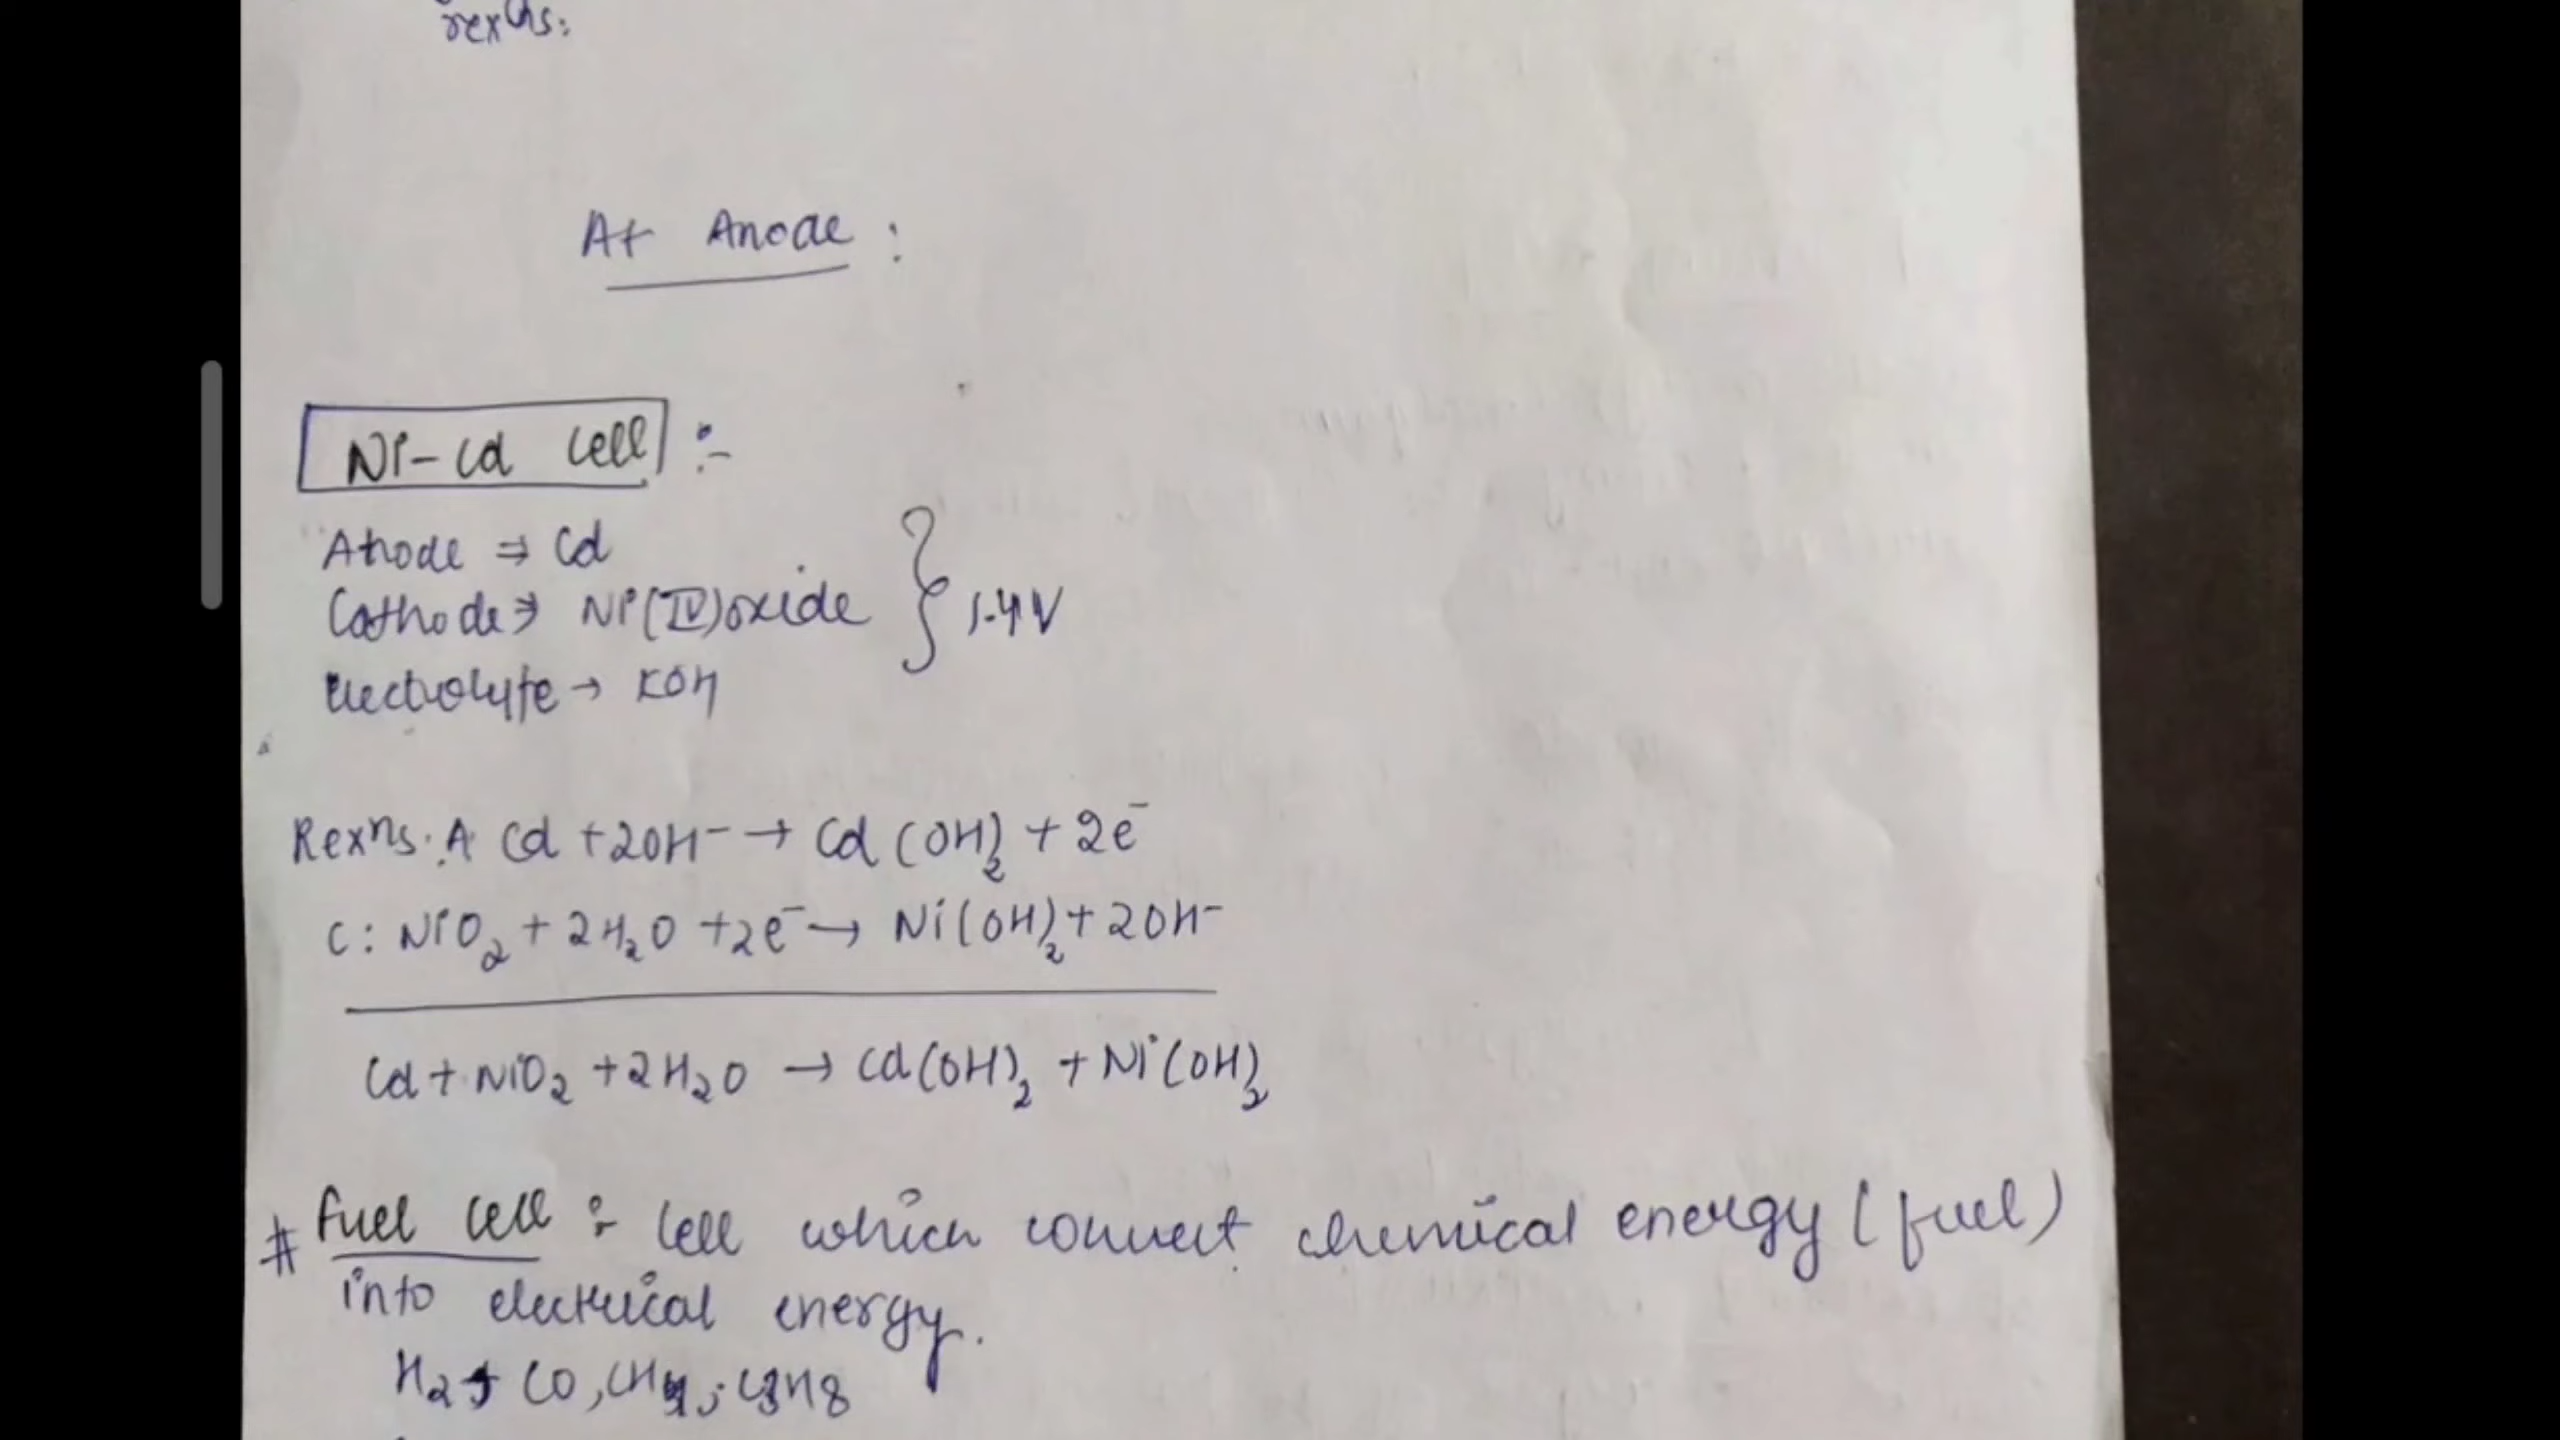 rexns:
At Anode :
Ni-Cd Cell :-
Anode ⇒ Cd
Cathode ⇒ Ni(IV)oxide } 1.4V
Electrolyte → KOH
Rexns. A Cd + 2OH⁻ → Cd(OH)₂ + 2e⁻
C: NiO₂ + 2H₂O + 2e⁻ → Ni(OH)₂ + 2OH⁻
Cd + NiO₂ + 2H₂O → Cd(OH)₂ + Ni(OH)₂
# Fuel Cell :- Cell which convert chemical energy (fuel)
into electrical energy.
H₂, CO, CH₄, C₃H₈